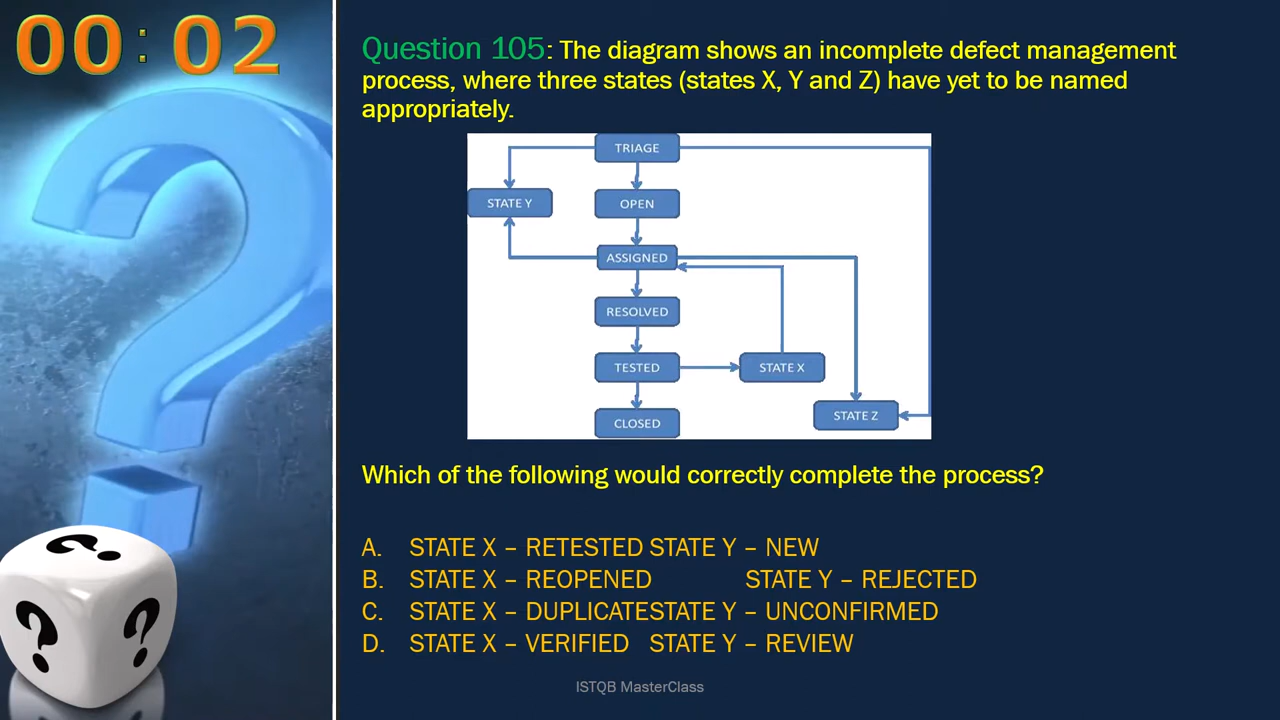 00:02
Question 105: The diagram shows an incomplete defect management
process, where three states (states X, Y and Z) have yet to be named
appropriately.
TRIAGE
STATE Y
OPEN
ASSIGNED
RESOLVED
TESTED
STATE X
STATE Z
CLOSED
Which of the following would correctly complete the process?
A. STATE X – RETESTED STATE Y – NEW
B. STATE X – REOPENED STATE Y – REJECTED
C. STATE X – DUPLICATESTATE Y – UNCONFIRMED
D. STATE X – VERIFIED STATE Y – REVIEW
ISTQB MasterClass